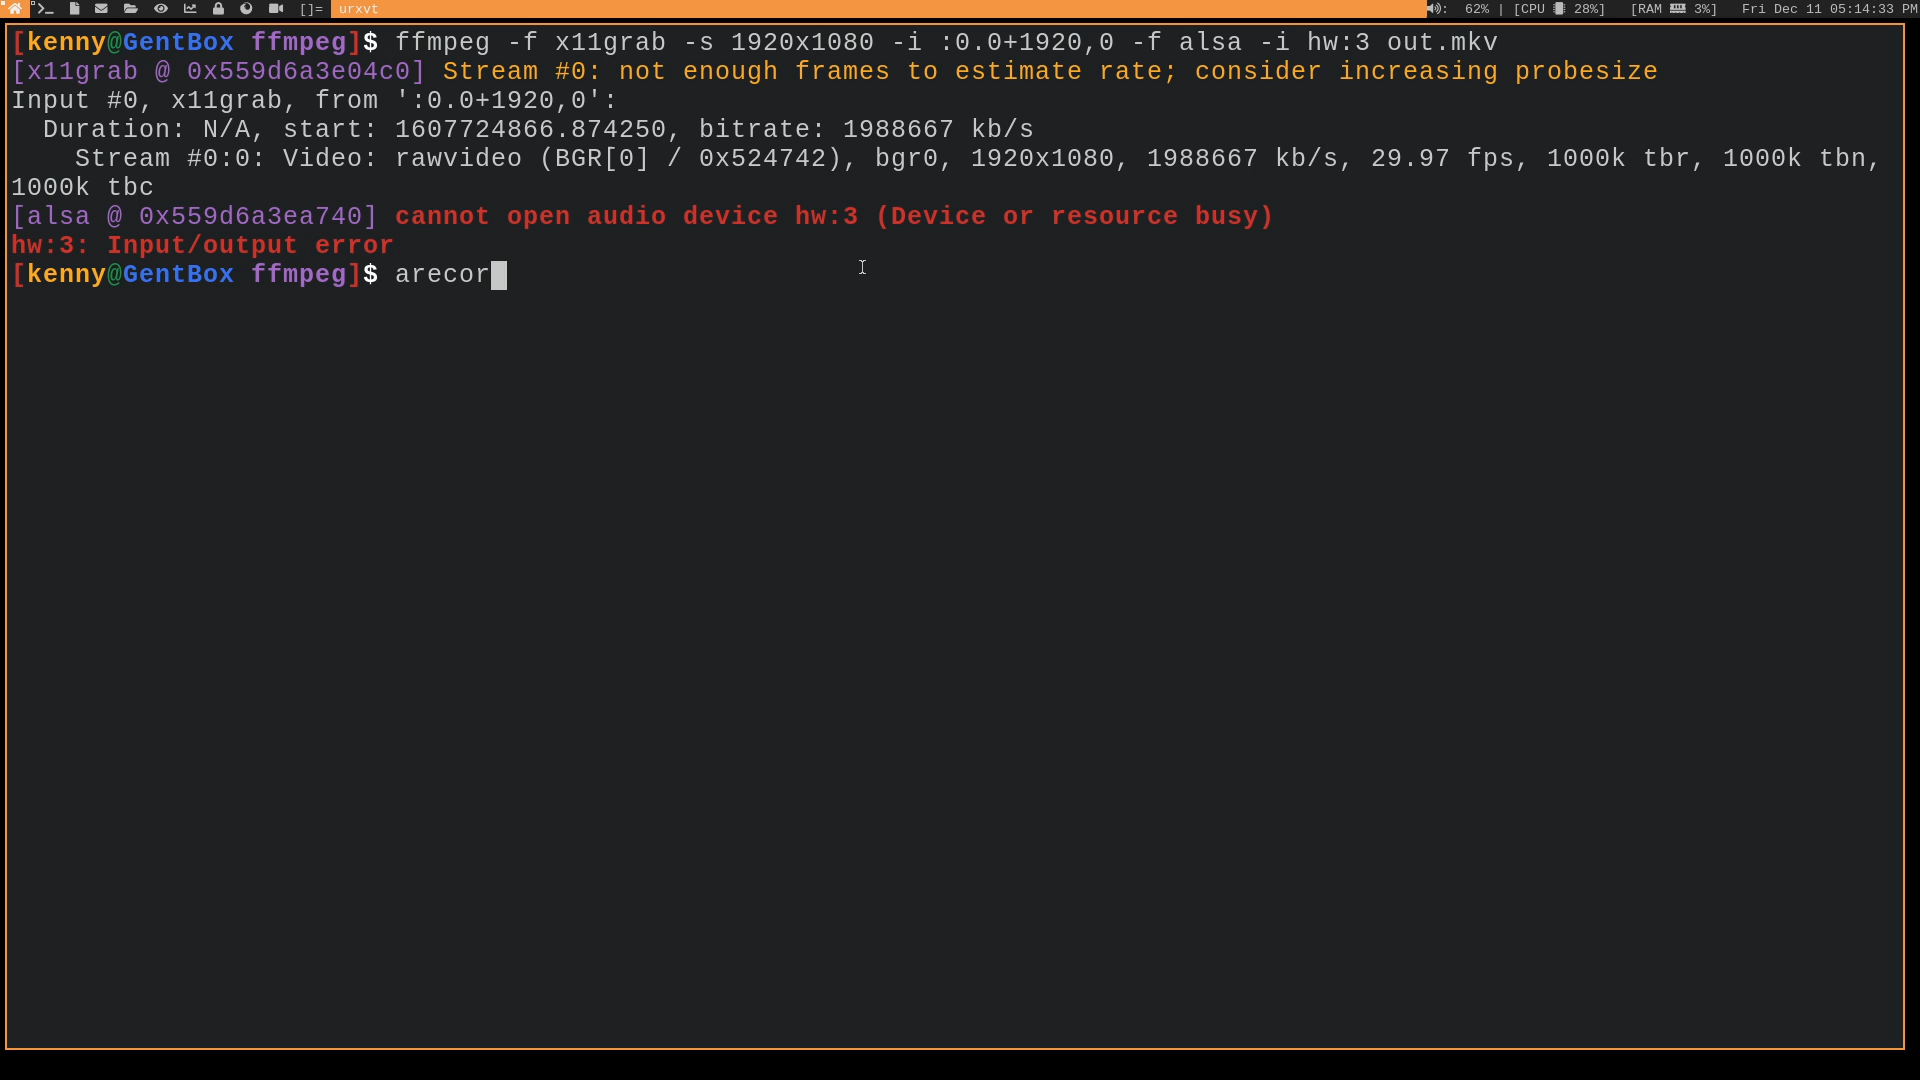 []= urxvt : 62% | [CPU 28%] [RAM 3%] Fri Dec 11 05:14:33 PM
[kenny@GentBox ffmpeg]$ ffmpeg -f x11grab -s 1920x1080 -i :0.0+1920,0 -f alsa -i hw:3 out.mkv
[x11grab @ 0x559d6a3e04c0] Stream #0: not enough frames to estimate rate; consider increasing probesize
Input #0, x11grab, from ':0.0+1920,0':
  Duration: N/A, start: 1607724866.874250, bitrate: 1988667 kb/s
    Stream #0:0: Video: rawvideo (BGR[0] / 0x524742), bgr0, 1920x1080, 1988667 kb/s, 29.97 fps, 1000k tbr, 1000k tbn,
1000k tbc
[alsa @ 0x559d6a3ea740] cannot open audio device hw:3 (Device or resource busy)
hw:3: Input/output error
[kenny@GentBox ffmpeg]$ arecor